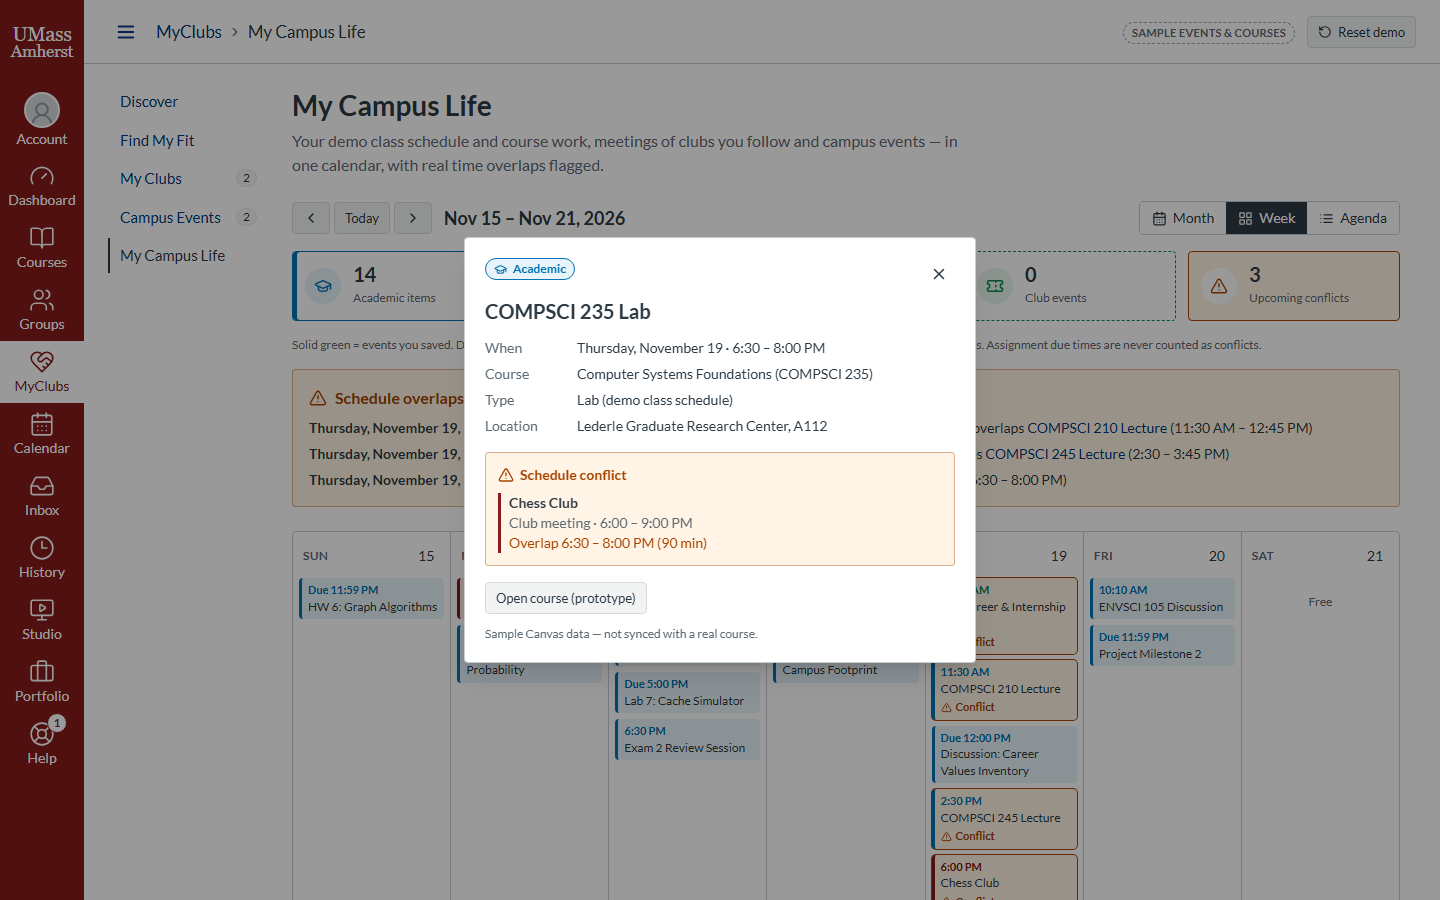 UMass
Amherst
Account
Dashboard
Courses
Groups
MyClubs
Calendar
Inbox
History
Studio
Portfolio
1
Help
MyClubs > My Campus Life
SAMPLE EVENTS & COURSES
Reset demo
Discover
Find My Fit
My Clubs 2
Campus Events 2
My Campus Life
My Campus Life
Your demo class schedule and course work, meetings of clubs you follow and campus events — in
one calendar, with real time overlaps flagged.
Today
Nov 15 – Nov 21, 2026
Month
Week
Agenda
14
Academic items
0
Club events
3
Upcoming conflicts
Solid green = events you saved.
Assignment due times are never counted as conflicts.
Schedule overlaps
Thursday, November 19, overlaps COMPSCI 210 Lecture (11:30 AM – 12:45 PM)
Thursday, November 19, COMPSCI 245 Lecture (2:30 – 3:45 PM)
Thursday, November 19, – 8:00 PM)
Academic
COMPSCI 235 Lab
When Thursday, November 19 · 6:30 – 8:00 PM
Course Computer Systems Foundations (COMPSCI 235)
Type Lab (demo class schedule)
Location Lederle Graduate Research Center, A112
Schedule conflict
Chess Club
Club meeting · 6:00 – 9:00 PM
Overlap 6:30 – 8:00 PM (90 min)
Open course (prototype)
Sample Canvas data — not synced with a real course.
SUN 15
Due 11:59 PM
HW 6: Graph Algorithms
Probability
Due 5:00 PM
Lab 7: Cache Simulator
6:30 PM
Exam 2 Review Session
Campus Footprint
19
AM
& Internship
11:30 AM
COMPSCI 210 Lecture
Conflict
Due 12:00 PM
Discussion: Career
Values Inventory
2:30 PM
COMPSCI 245 Lecture
Conflict
6:00 PM
Chess Club
FRI 20
10:10 AM
ENVSCI 105 Discussion
Due 11:59 PM
Project Milestone 2
SAT 21
Free